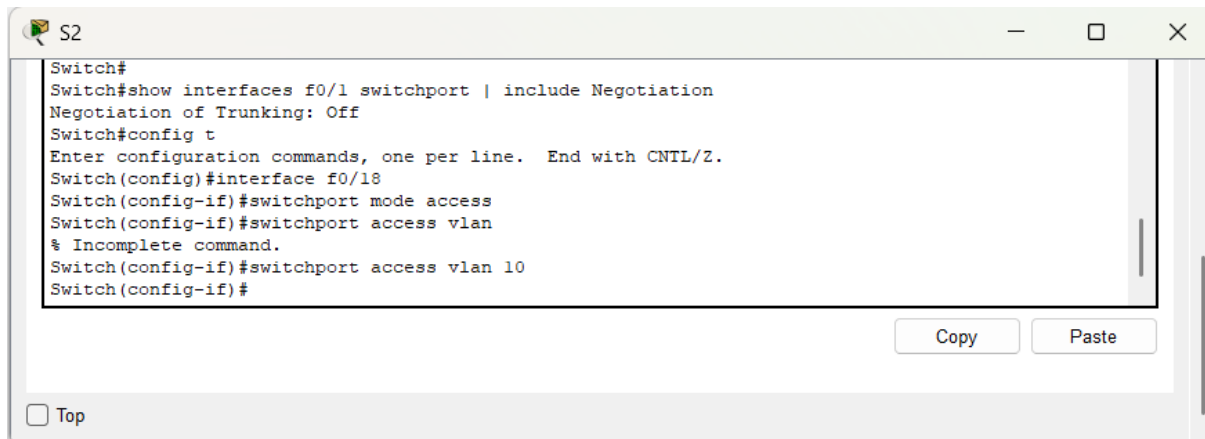 S2
Switch#
Switch#show interfaces f0/1 switchport | include Negotiation
Negotiation of Trunking: Off
Switch#config t
Enter configuration commands, one per line.  End with CNTL/Z.
Switch(config)#interface f0/18
Switch(config-if)#switchport mode access
Switch(config-if)#switchport access vlan
% Incomplete command.
Switch(config-if)#switchport access vlan 10
Switch(config-if)#
Copy Paste
Top